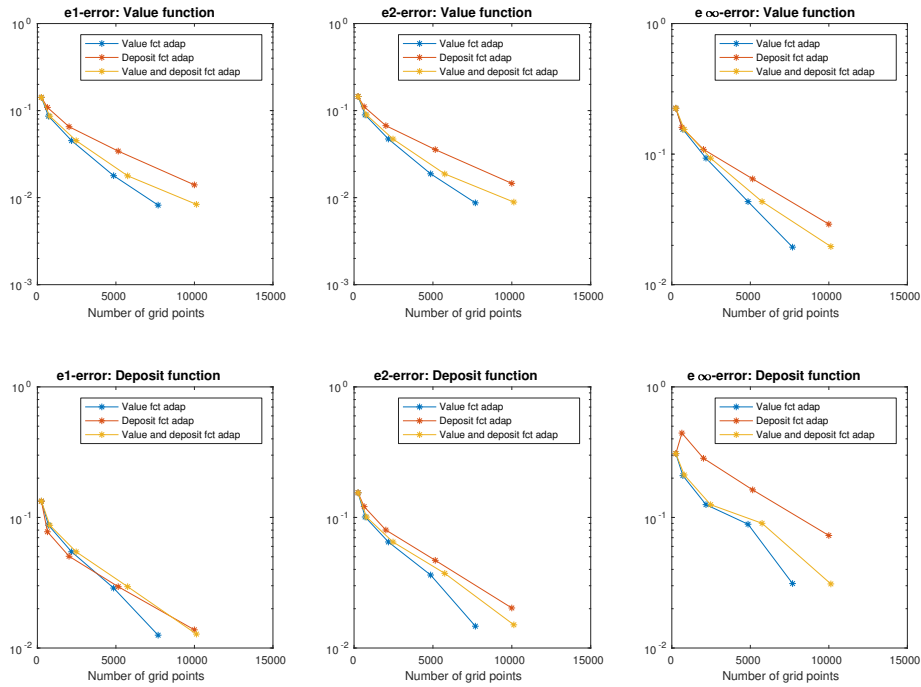 e1-error: Value function
10^0
10^-1
10^-2
10^-3
Value fct adap
Deposit fct adap
Value and deposit fct adap
0 5000 10000 15000
Number of grid points
e2-error: Value function
10^0
10^-1
10^-2
10^-3
Value fct adap
Deposit fct adap
Value and deposit fct adap
0 5000 10000 15000
Number of grid points
e ∞-error: Value function
10^0
10^-1
10^-2
Value fct adap
Deposit fct adap
Value and deposit fct adap
0 5000 10000 15000
Number of grid points
e1-error: Deposit function
10^0
10^-1
10^-2
Value fct adap
Deposit fct adap
Value and deposit fct adap
0 5000 10000 15000
Number of grid points
e2-error: Deposit function
10^0
10^-1
10^-2
Value fct adap
Deposit fct adap
Value and deposit fct adap
0 5000 10000 15000
Number of grid points
e ∞-error: Deposit function
10^0
10^-1
10^-2
Value fct adap
Deposit fct adap
Value and deposit fct adap
0 5000 10000 15000
Number of grid points